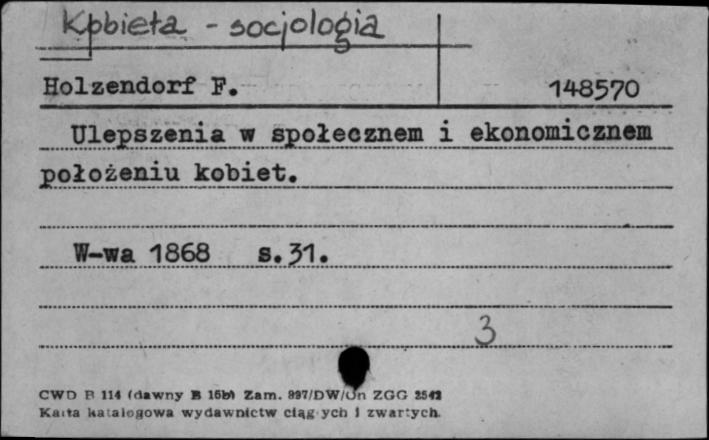 Kobieta - socjologia
Holzendorf F. 148570
Ulepszenia w społecznem i ekonomicznem
położeniu kobiet.
W-wa 1868 s.31.
3
CWD B 114 (dawny B 15b) Zam. 897/DW/Un ZGG 2542
Karta katalogowa wydawnictw ciągłych i zwartych.